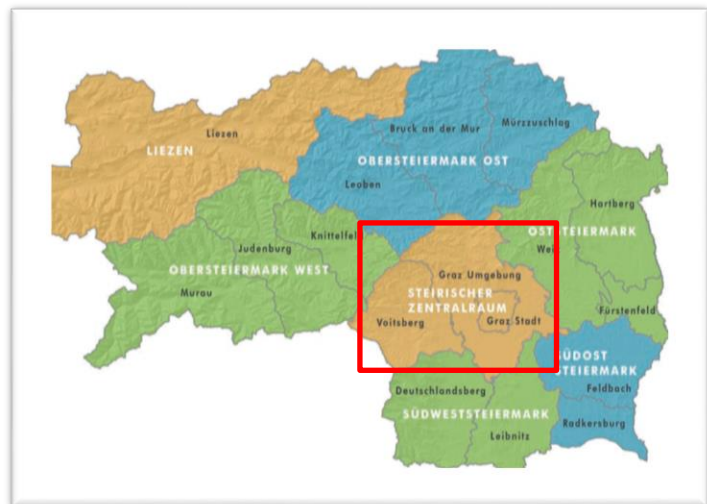 Liezen
LIEZEN
Bruck an der Mur
Mürzzuschlag
OBERSTEIERMARK OST
Leoben
Hartberg
OSTSTEIERMARK
Wei
Knittelfeld
Judenburg
OBERSTEIERMARK WEST
Murau
Graz Umgebung
STEIRISCHER
ZENTRALRAUM
Voitsberg
Graz Stadt
Fürstenfeld
SÜDOST
STEIERMARK
Feldbach
Radkersburg
Deutschlandsberg
SÜDWESTSTEIERMARK
Leibnitz